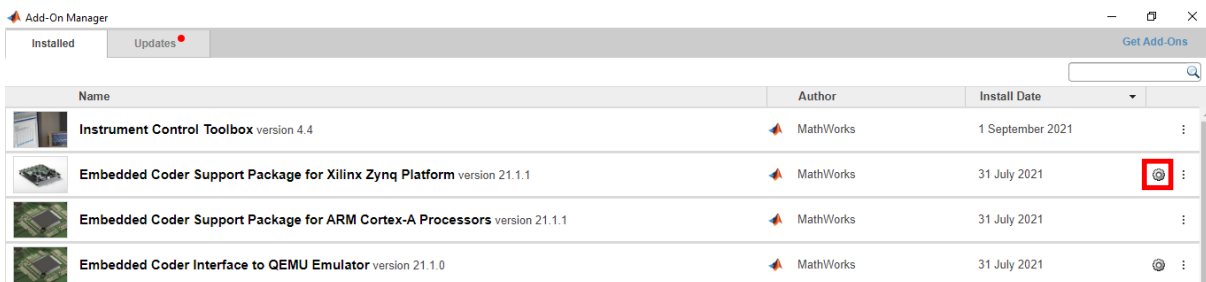 Add-On Manager
Installed Updates Get Add-Ons
Name Author Install Date
Instrument Control Toolbox version 4.4 MathWorks 1 September 2021
Embedded Coder Support Package for Xilinx Zynq Platform version 21.1.1 MathWorks 31 July 2021
Embedded Coder Support Package for ARM Cortex-A Processors version 21.1.1 MathWorks 31 July 2021
Embedded Coder Interface to QEMU Emulator version 21.1.0 MathWorks 31 July 2021